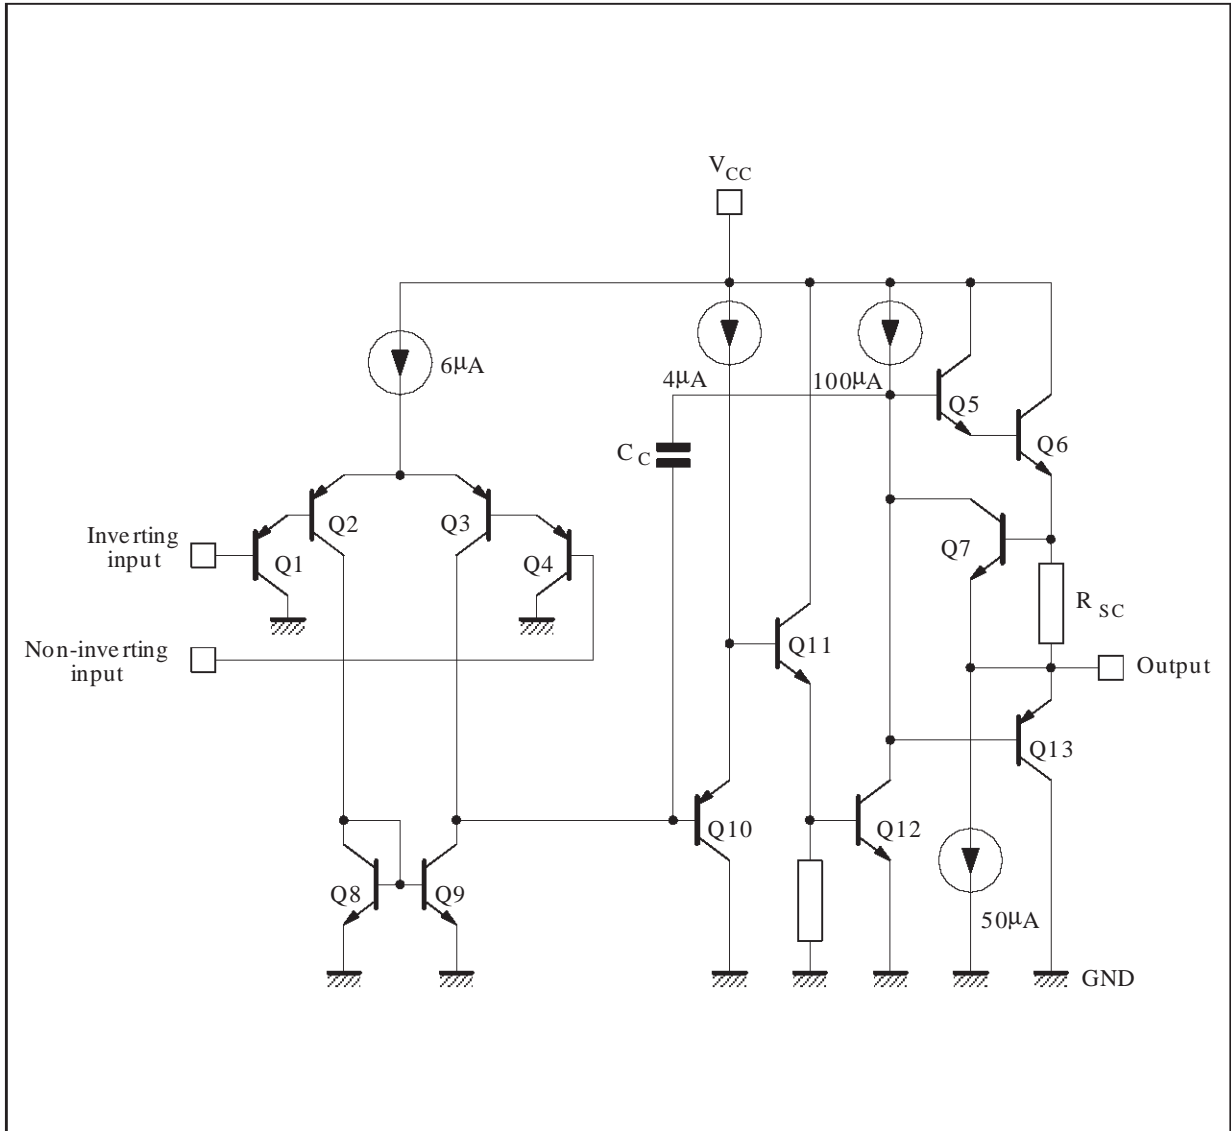 V CC
6µA
4µA
100µA
Q5
Q6
C C
Inverting
input
Q1
Q2
Q3
Q4
Q7
R SC
Non-inverting
input
Q11
Output
Q13
Q10
Q12
Q8
Q9
50µA
GND